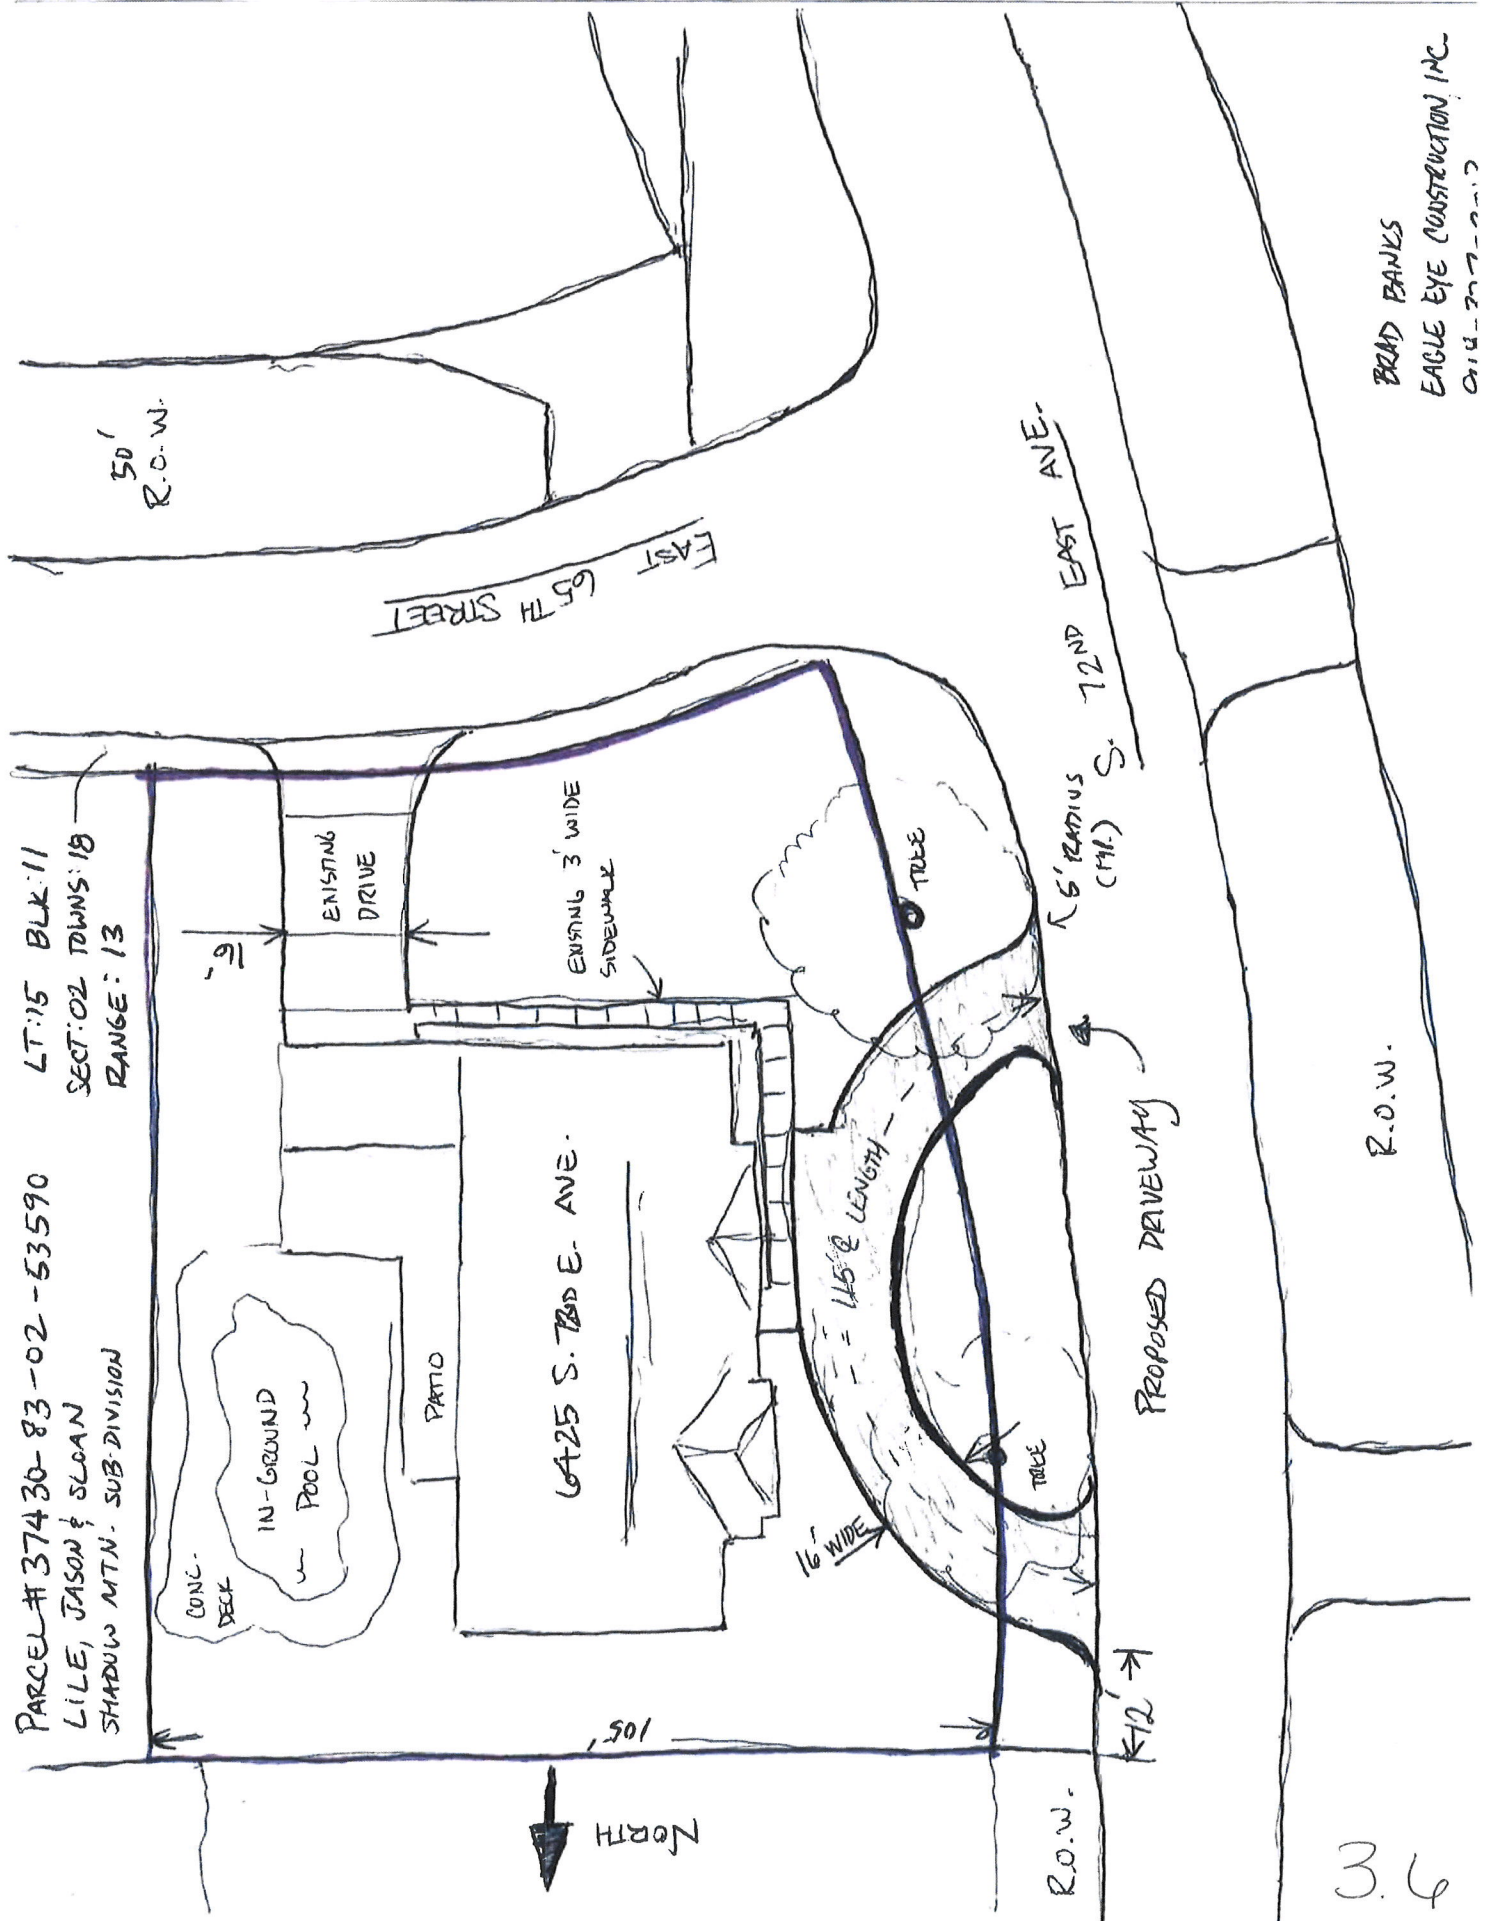 PARCEL# 37430-83-02-53590
LT:15 BLK:11
LILE, JASON & SLOAN
SECT:02 TOWNS:18
SHADOW MTN. SUB-DIVISION
RANGE: 13
50'
R.O.W.
CONC.
DECK
IN-GROUND
POOL
PATIO
EXISTING
DRIVE
EXISTING 3' WIDE
SIDEWALK
EAST 65TH STREET
6425 S. E. AVE.
TREE
LENGTH
16' WIDE
TREE
105'
NORTH
5' RADIUS
(TYP.)
S. 72ND EAST AVE.
12'
R.O.W.
PROPOSED DRIVEWAY
R.O.W.
BRAD BANKS
EAGLE EYE CONSTRUCTION, INC.
3.6